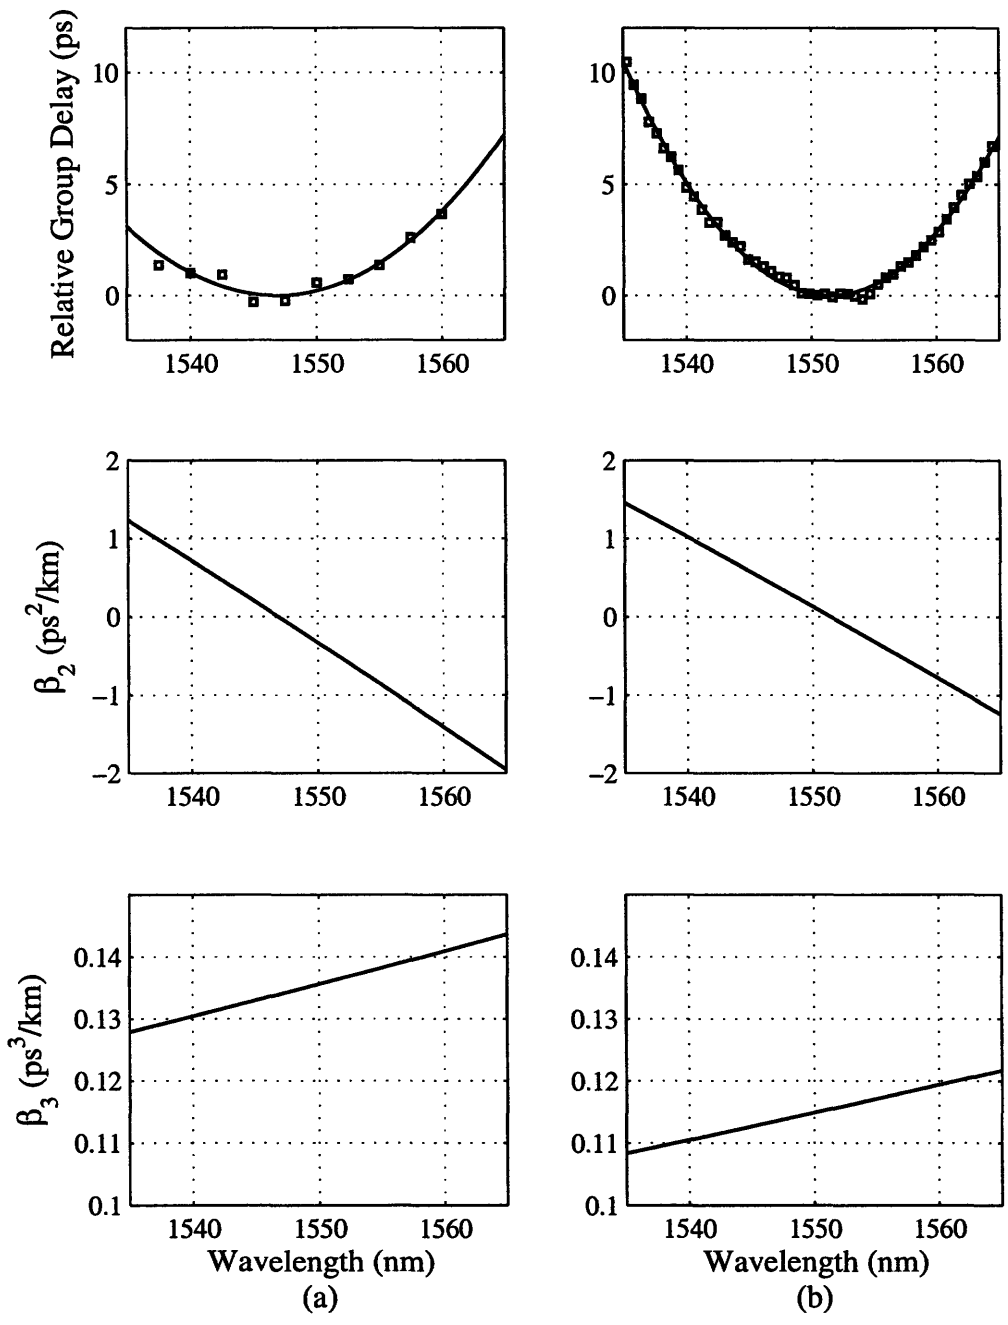 Relative Group Delay (ps)
10
5
0
1540 1550 1560
10
5
0
1540 1550 1560
β2 (ps2/km)
2
1
0
−1
−2
1540 1550 1560
2
1
0
−1
−2
1540 1550 1560
β3 (ps3/km)
0.14
0.13
0.12
0.11
0.1
1540 1550 1560
Wavelength (nm)
(a)
0.14
0.13
0.12
0.11
0.1
1540 1550 1560
Wavelength (nm)
(b)